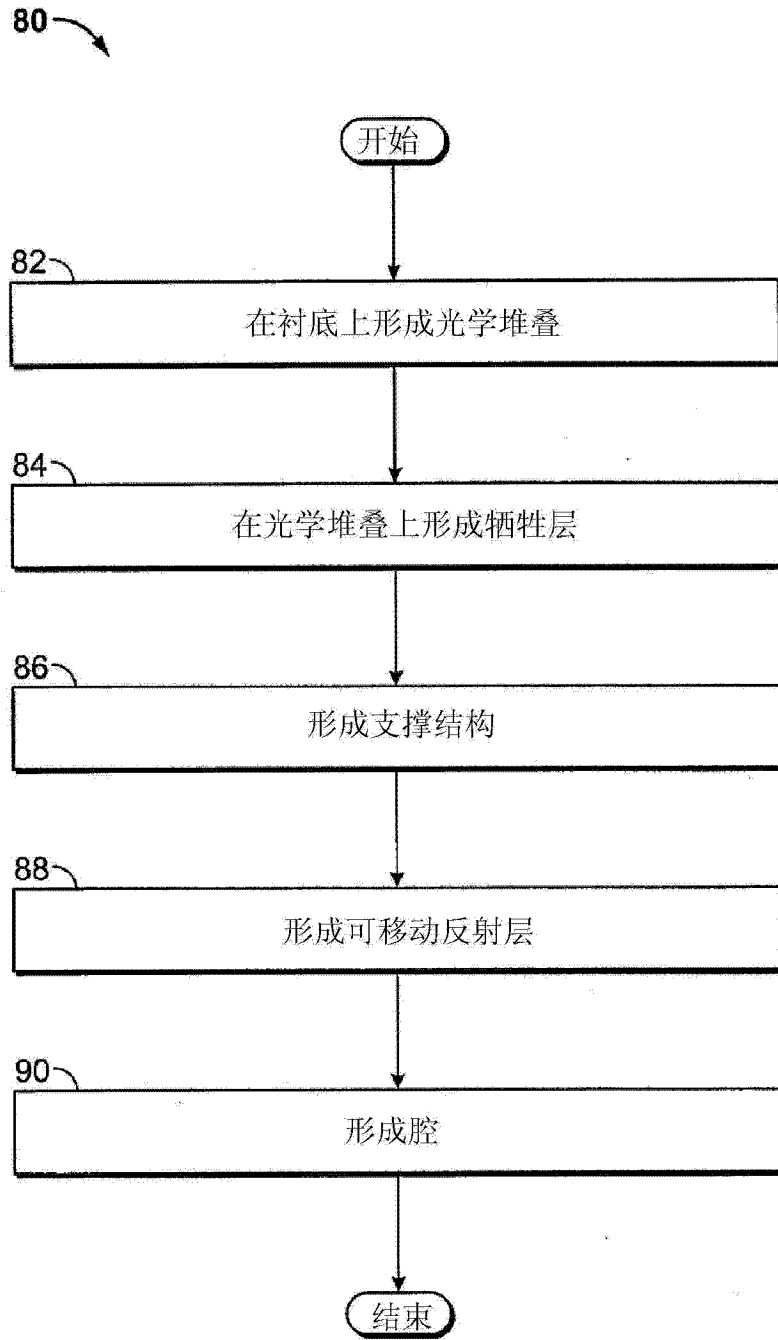 80
开始
82
在衬底上形成光学堆叠
84
在光学堆叠上形成牺牲层
86
形成支撑结构
88
形成可移动反射层
90
形成腔
结束